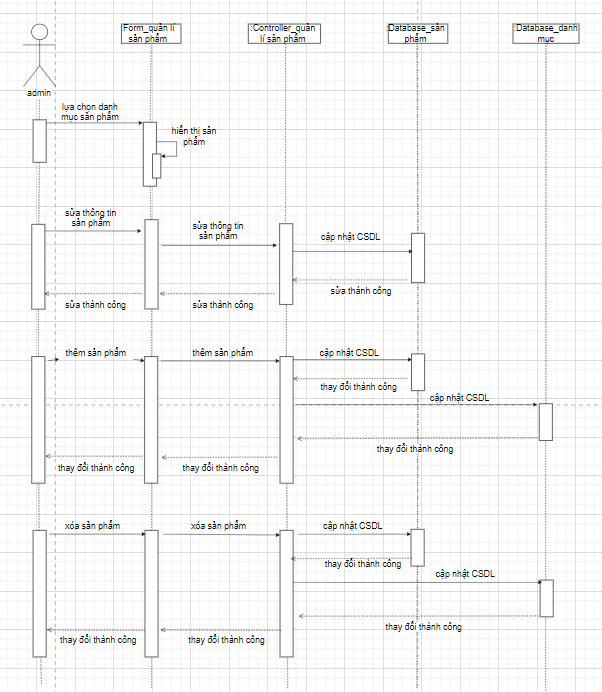 :Form_quản lí
sản phẩm
:Controller_quản
lí sản phẩm
:Database_sản
phẩm
:Database_danh
mục
admin
lựa chọn danh
mục sản phẩm
hiển thi sản
phẩm
sửa thông tin
sản phẩm
sửa thông tin
sản phẩm
cập nhật CSDL
sửa thành công
sửa thành công
sửa thành công
thêm sản phẩm
thêm sản phẩm
cập nhật CSDL
thay đổi thành công
cập nhật CSDL
thay đổi thành công
thay đổi thành công
thay đổi thành công
xóa sản phẩm
xóa sản phẩm
cập nhật CSDL
thay đổi thành công
cập nhật CSDL
thay đổi thành công
thay đổi thành công
thay đổi thành công